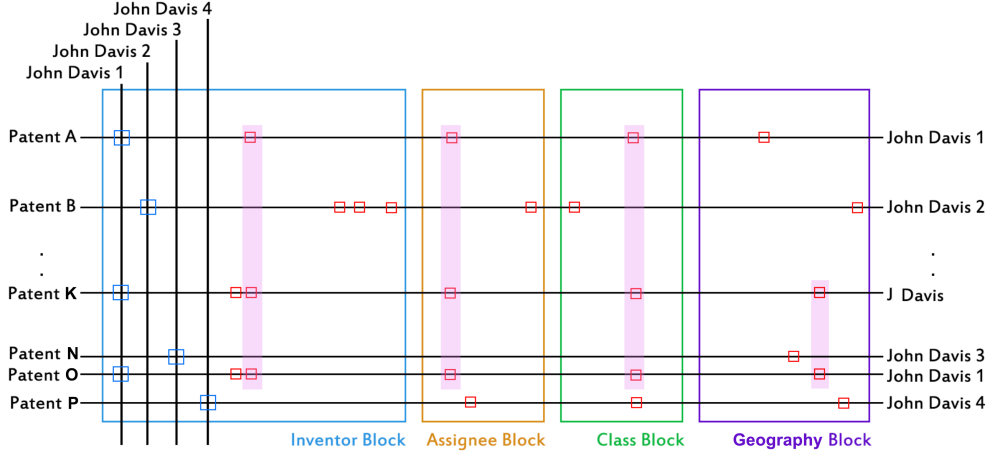 John Davis 4
John Davis 3
John Davis 2
John Davis 1
Patent A John Davis 1
Patent B John Davis 2
. .
. .
Patent K J Davis
Patent N John Davis 3
Patent O John Davis 1
Patent P John Davis 4
Inventor Block Assignee Block Class Block Geography Block